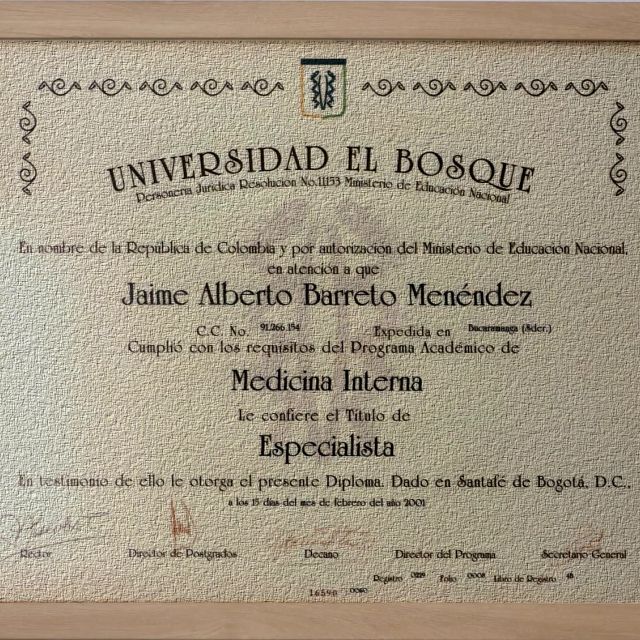 UNIVERSIDAD EL BOSQUE
Personería Jurídica Resolución No.11153 Ministerio de Educación Nacional
En nombre de la República de Colombia y por autorización del Ministerio de Educación Nacional,
en atención a que
Jaime Alberto Barreto Menéndez
C.C. No. 91.266.154 Expedida en Bucaramanga (Sder.)
Cumplió con los requisitos del Programa Académico de
Medicina Interna
Le confiere el Título de
Especialista
En testimonio de ello le otorga el presente Diploma. Dado en Santafé de Bogotá, D.C.,
a los 15 días del mes de febrero del año 2001
Rector Director de Postgrados Decano Director del Programa Secretario General
Registro Folio Libro de Registro